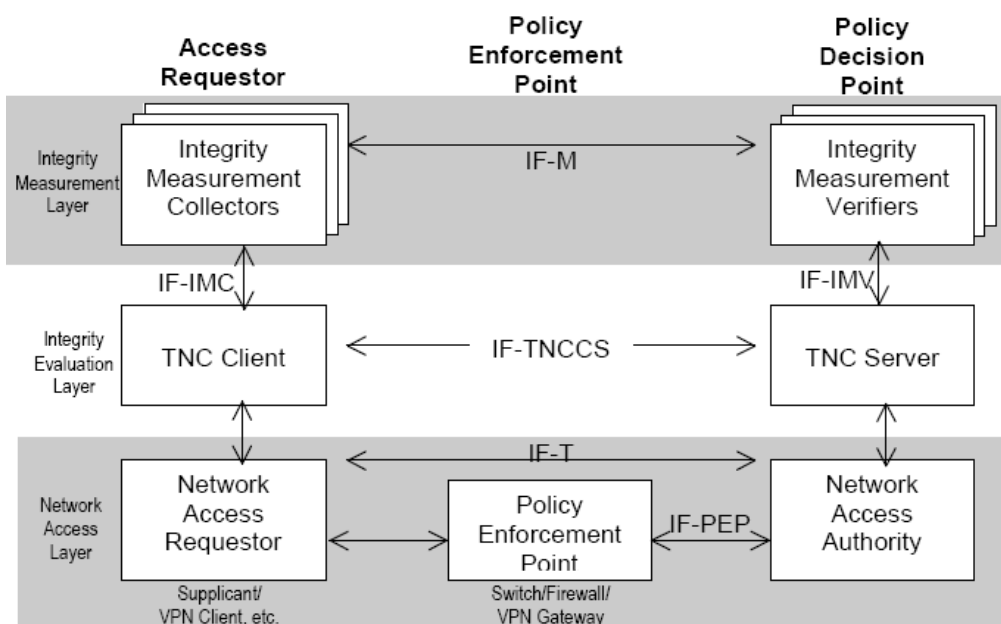 Access
Requestor
Policy
Enforcement
Point
Policy
Decision
Point
Integrity
Measurement
Layer
Integrity
Measurement
Collectors
IF-M
Integrity
Measurement
Verifiers
IF-IMC
IF-IMV
Integrity
Evaluation
Layer
TNC Client
IF-TNCCS
TNC Server
Network
Access
Layer
Network
Access
Requestor
IF-T
Policy
Enforcement
Point
IF-PEP
Network
Access
Authority
Supplicant/
VPN Client, etc.
Switch/Firewall/
VPN Gateway